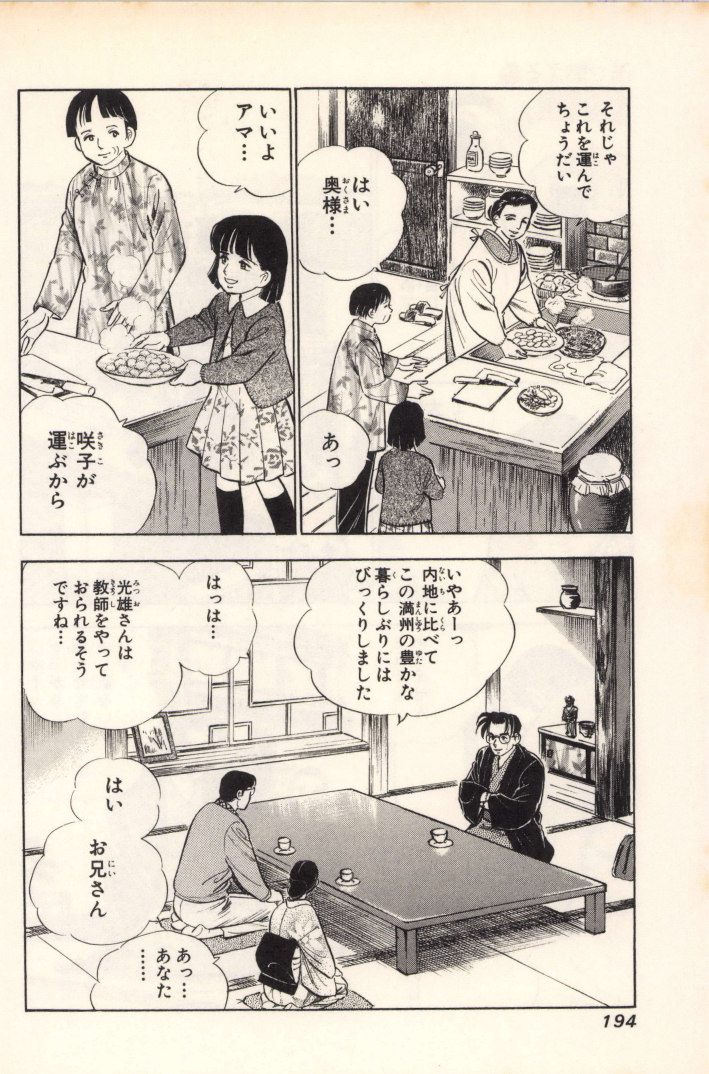 それじゃ
これを運んで
ちょうだい
はい
奥様…
あっ
いいよ
アマ…
咲子が
運ぶから
いやあーっ
内地に比べて
この満州の豊かな
暮らしぶりには
びっくりしました
はっは…
光雄さんは
教師をやって
おられるそう
ですね…
はい
お兄さん
あっ…
あなた
……
194